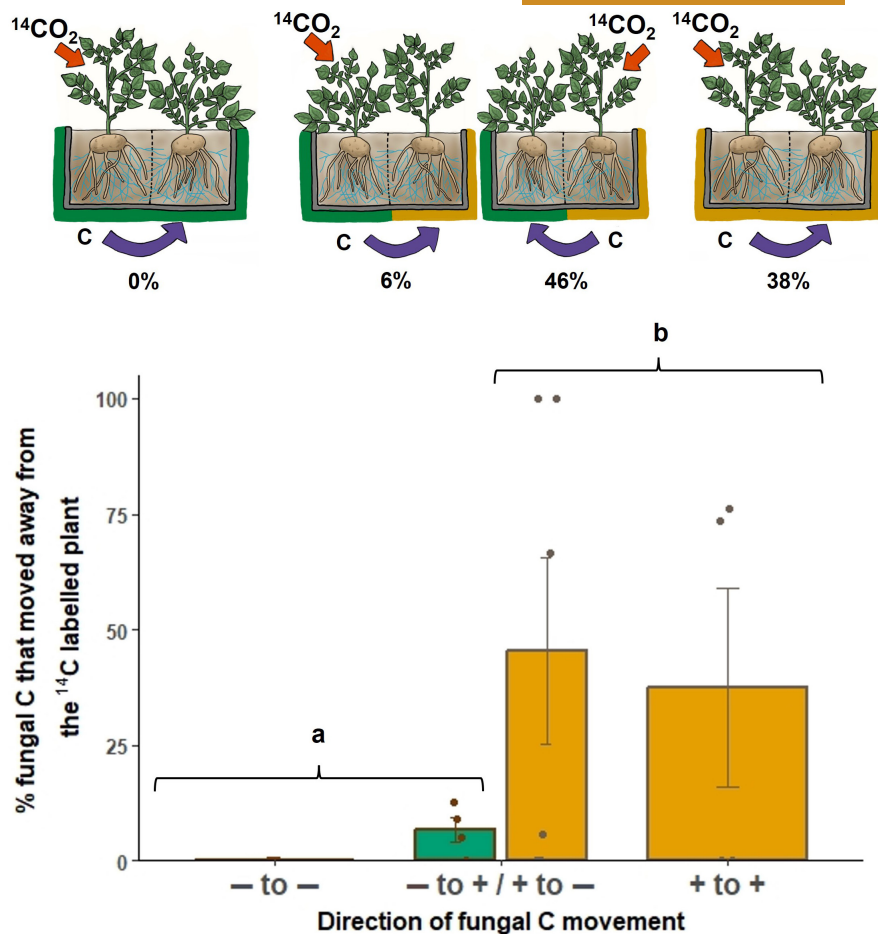 ¹⁴CO₂ ¹⁴CO₂ ¹⁴CO₂ ¹⁴CO₂
C C C C
0% 6% 46% 38%
b
100
75
50
25
0
a
% fungal C that moved away from
the ¹⁴C labelled plant
– to – – to + / + to – + to +
Direction of fungal C movement